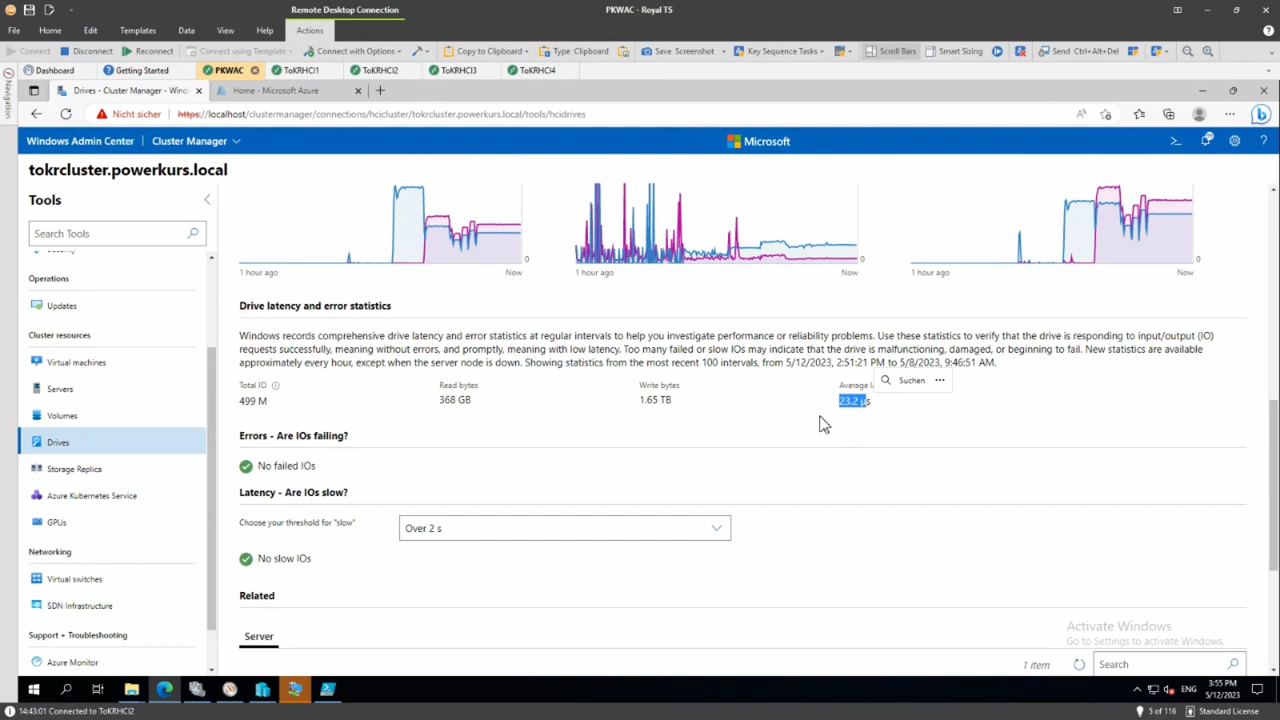 Remote Desktop Connection
PKWAC - Royal TS
File Home Edit Templates Data View Help Actions
Connect Disconnect Reconnect Connect using Template Connect with Options Copy to Clipboard Type Clipboard Save Screenshot Key Sequence Tasks Scroll Bars Smart Sizing Send Ctrl+Alt+Del
Dashboard Getting Started PKWAC ToKRHCI1 ToKRHCI2 ToKRHCI3 ToKRHCI4
Navigation
Drives - Cluster Manager - Wind
Home - Microsoft Azure
Nicht sicher https://localhost/clustermanager/connections/hcicluster/tokrcluster.powerkurs.local/tools/hcidrives
Windows Admin Center Cluster Manager Microsoft
tokrcluster.powerkurs.local
Tools
Search Tools
Security
Operations
Updates
Cluster resources
Virtual machines
Servers
Volumes
Drives
Storage Replica
Azure Kubernetes Service
GPUs
Networking
Virtual switches
SDN Infrastructure
Support + Troubleshooting
Azure Monitor
0 0 0
1 hour ago Now 1 hour ago Now 1 hour ago Now
Drive latency and error statistics
Windows records comprehensive drive latency and error statistics at regular intervals to help you investigate performance or reliability problems. Use these statistics to verify that the drive is responding to input/output (IO)
requests successfully, meaning without errors, and promptly, meaning with low latency. Too many failed or slow IOs may indicate that the drive is malfunctioning, damaged, or beginning to fail. New statistics are available
approximately every hour, except when the server node is down. Showing statistics from the most recent 100 intervals, from 5/12/2023, 2:51:21 PM to 5/8/2023, 9:46:51 AM.
Suchen
Total IO Read bytes Write bytes Average
499 M 368 GB 1.65 TB 23.2 µs
Errors - Are IOs failing?
No failed IOs
Latency - Are IOs slow?
Choose your threshold for "slow" Over 2 s
No slow IOs
Related
Server
Activate Windows
Go to Settings to activate Windows.
1 item Search
ENG
3:55 PM
5/12/2023
14:43:01 Connected to ToKRHCI2
5 of 116 Standard License